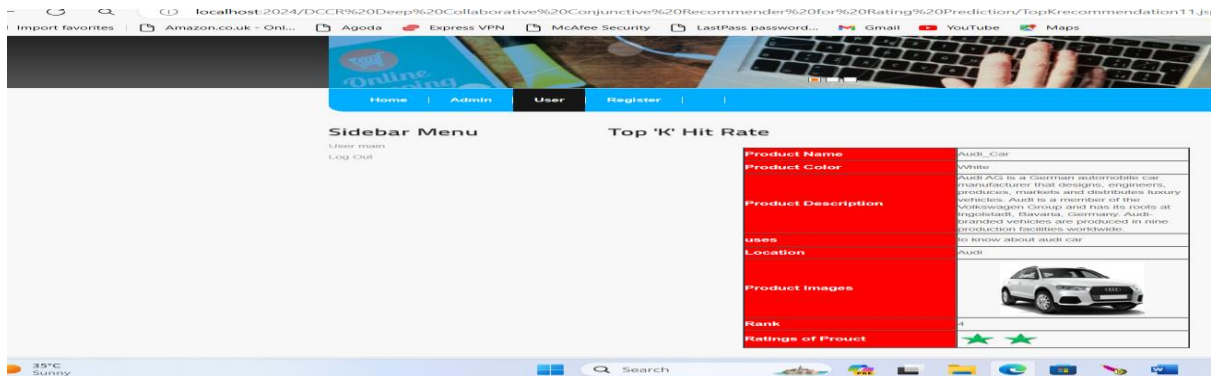 localhost:2024/DCCR%20Deep%20Collaborative%20Conjunctive%20Recommender%20for%20Rating%20Prediction/TopKrecommendation11.jsp
Import favorites
Amazon.co.uk - Onl...
Agoda
Express VPN
McAfee Security
LastPass password...
Gmail
YouTube
Maps
Online
Home | Admin User Register | |
Sidebar Menu
User main
Log Out
Top 'K' Hit Rate
Product Name Audi_Car
Product Color White
Product Description
Audi AG is a German automobile car
manufacturer that designs, engineers,
produces, markets and distributes luxury
vehicles. Audi is a member of the
Volkswagen Group and has its roots at
Ingolstadt, Bavaria, Germany. Audi-
branded vehicles are produced in nine
production facilities worldwide.
uses to know about audi car
Location Audi
Product Images
Rank 4
Ratings of Prouct
35°C
Sunny
Search